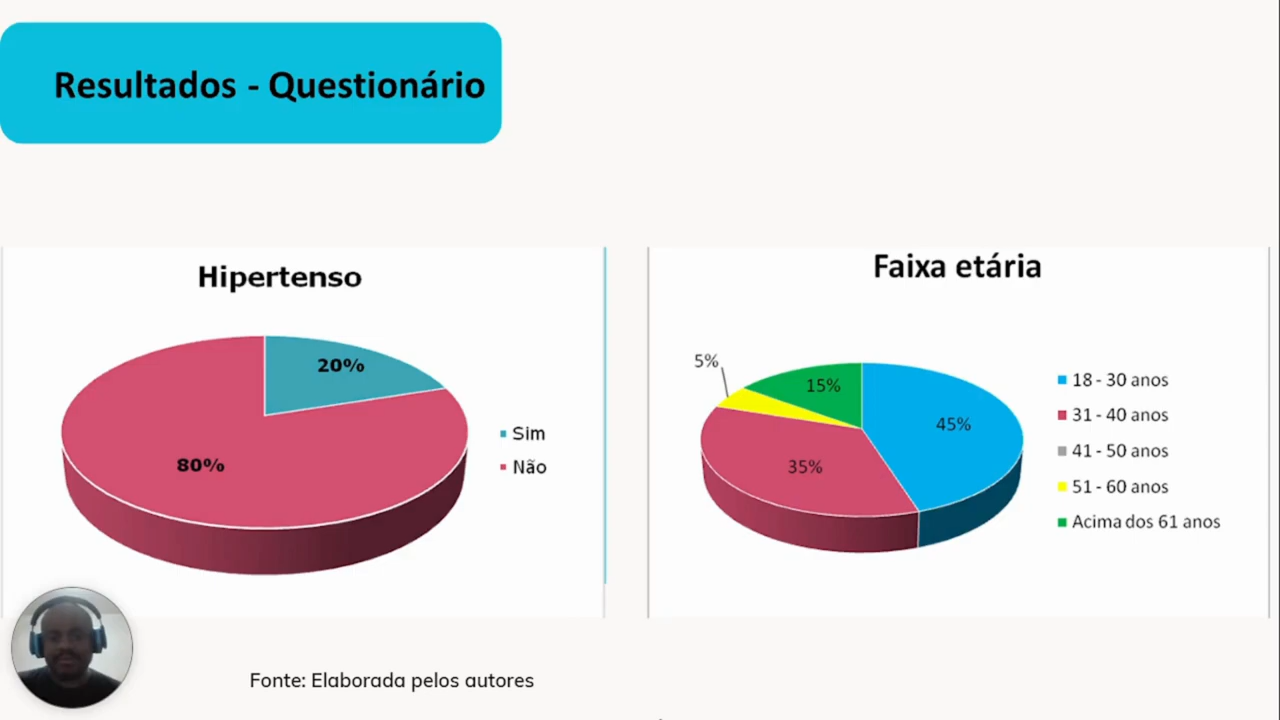 Resultados - Questionário
Hipertenso
20%
80%
Sim
Não
Faixa etária
5%
15%
45%
35%
18 - 30 anos
31 - 40 anos
41 - 50 anos
51 - 60 anos
Acima dos 61 anos
Fonte: Elaborada pelos autores